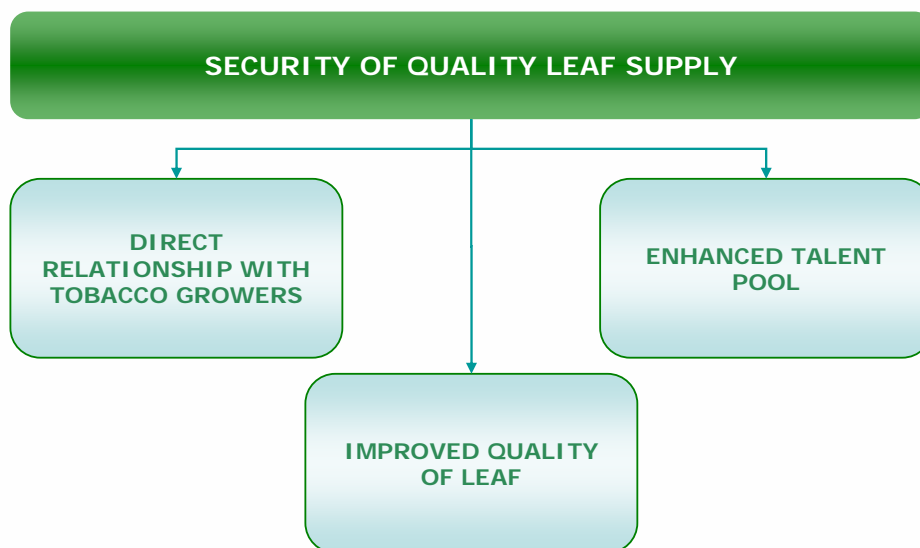 SECURITY OF QUALITY LEAF SUPPLY
DIRECT
RELATIONSHIP WITH
TOBACCO GROWERS
ENHANCED TALENT
POOL
IMPROVED QUALITY
OF LEAF